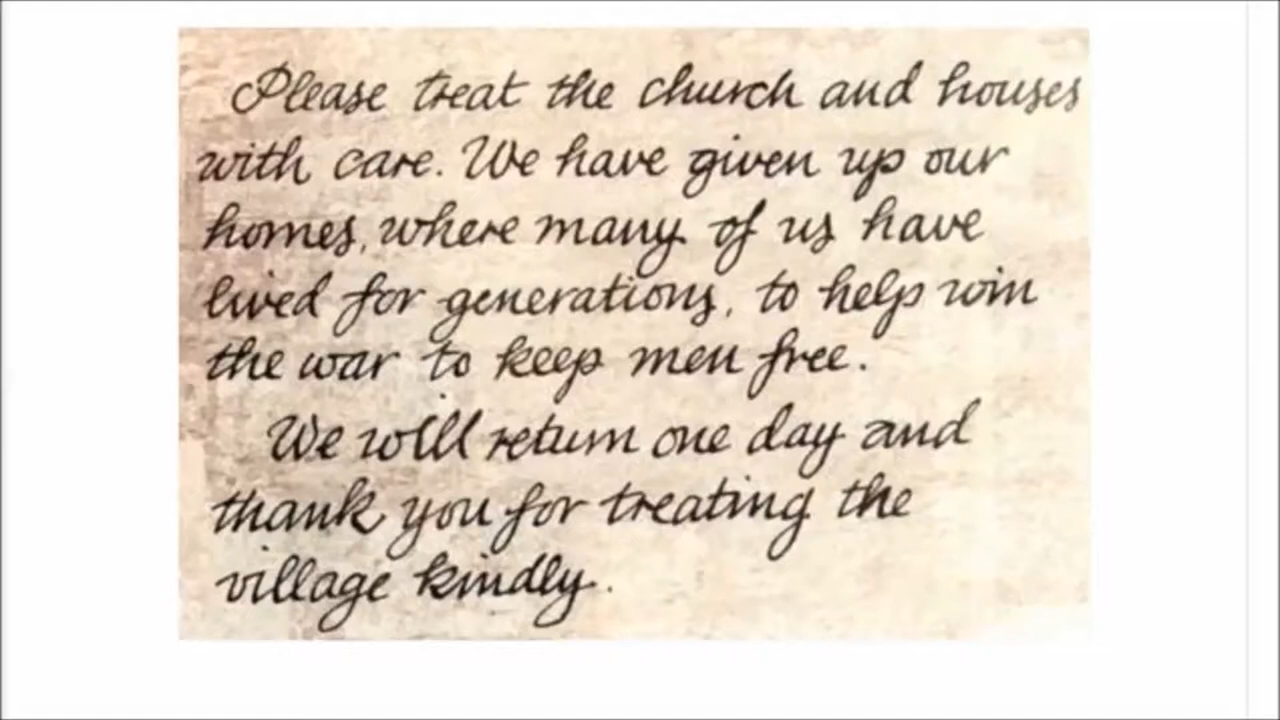 Please treat the church and houses
with care. We have given up our
homes, where many of us have
lived for generations, to help win
the war to keep men free.
We will return one day and
thank you for treating the
village kindly.